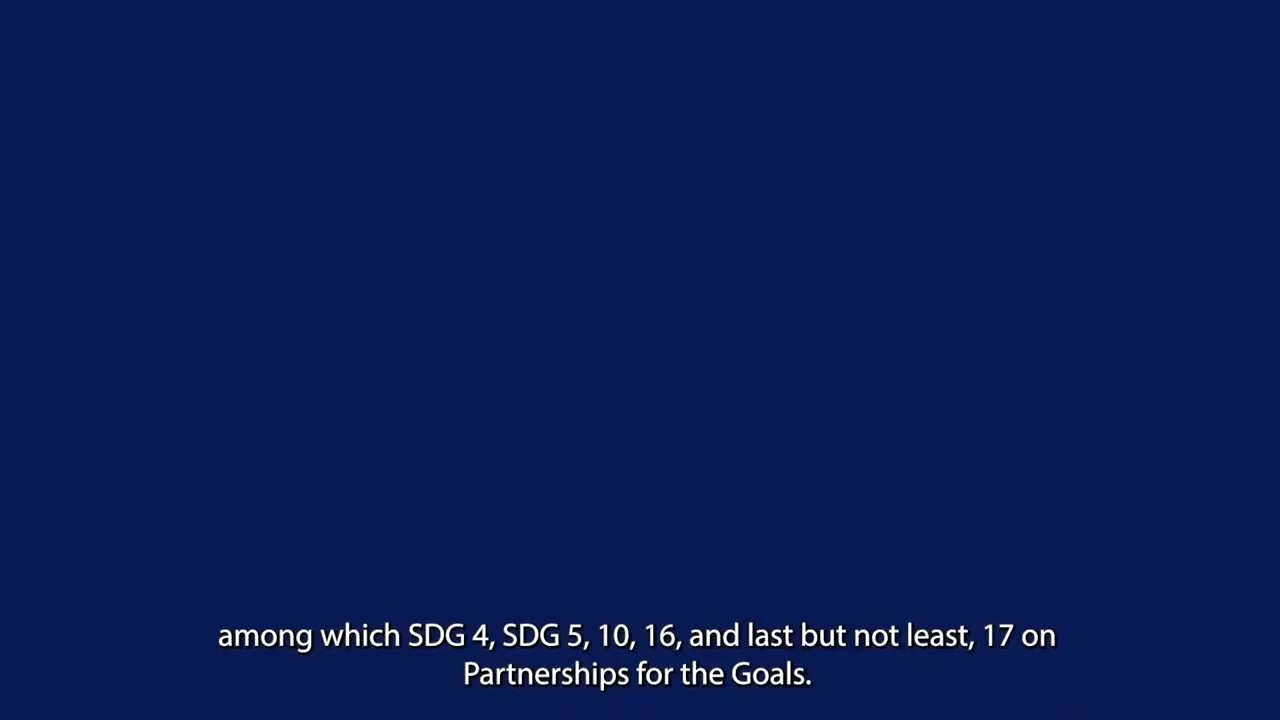 among which SDG 4, SDG 5, 10, 16, and last but not least, 17 on
Partnerships for the Goals.